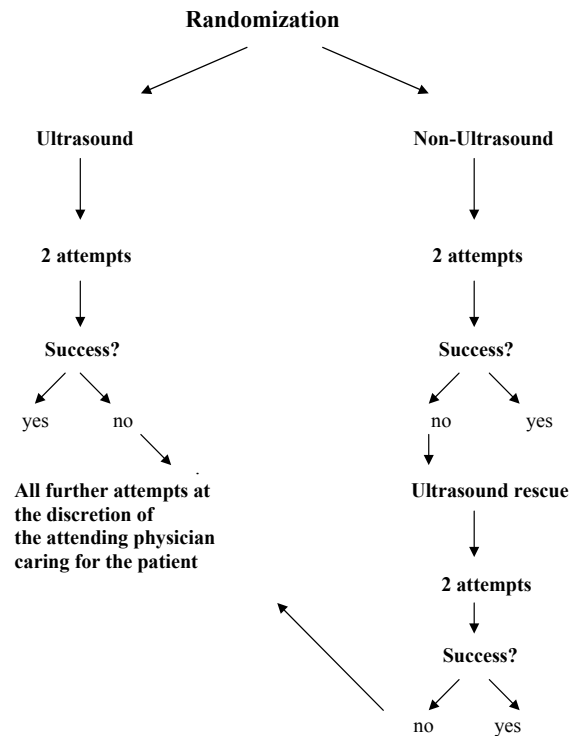 Randomization
Ultrasound
Non-Ultrasound
2 attempts
2 attempts
Success?
Success?
yes
no
no
yes
All further attempts at
the discretion of
the attending physician
caring for the patient
Ultrasound rescue
2 attempts
Success?
no
yes